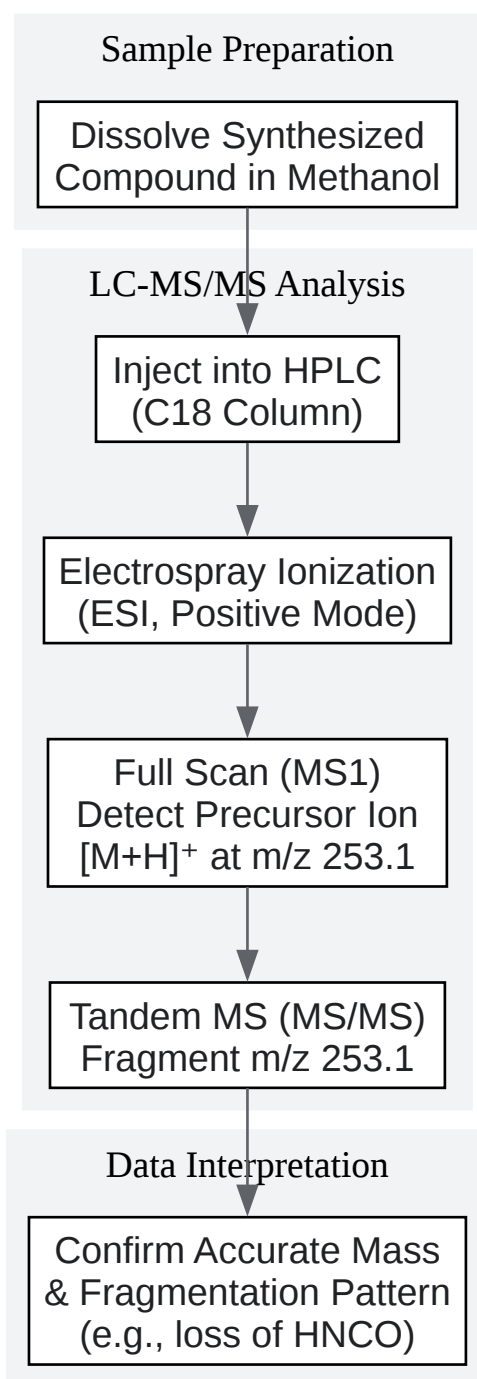 Sample Preparation
Dissolve Synthesized
Compound in Methanol
LC-MS/MS Analysis
Inject into HPLC
(C18 Column)
Electrospray Ionization
(ESI, Positive Mode)
Full Scan (MS1)
Detect Precursor Ion
[M+H]⁺ at m/z 253.1
Tandem MS (MS/MS)
Fragment m/z 253.1
Data Interpretation
Confirm Accurate Mass
& Fragmentation Pattern
(e.g., loss of HNCO)